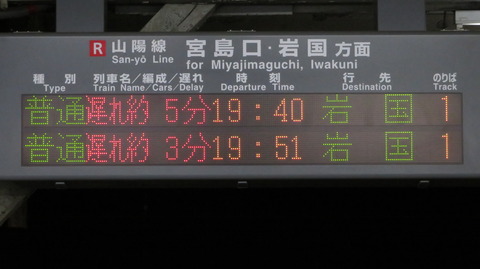 R 山陽線 宮島口・岩国 方面
San-yō Line for Miyajimaguchi, Iwakuni
種別 列車名/編成/遅れ 時刻 行先 のりば
Type Train Name/Cars/Delay Departure Time Destination Track
普通 遅れ約 5分 19:40 岩国 1
普通 遅れ約 3分 19:51 岩国 1